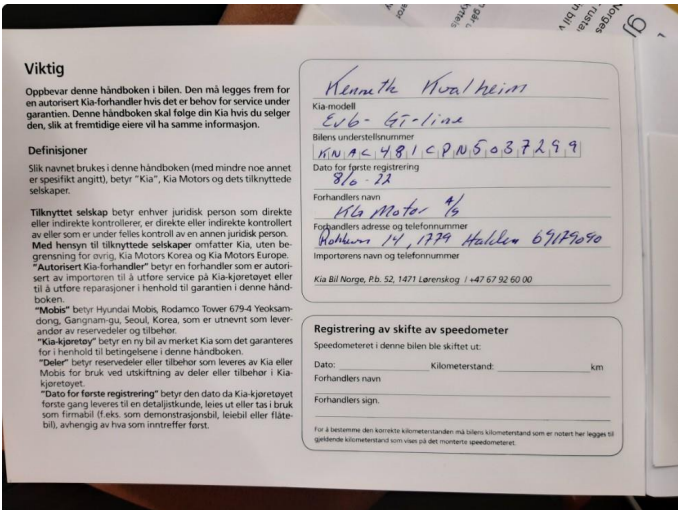 Viktig
Oppbevar denne håndboken i bilen. Den må legges frem for
en autorisert Kia-forhandler hvis det er behov for service under
garantien. Denne håndboken skal følge din Kia hvis du selger
den, slik at fremtidige eiere vil ha samme informasjon.
Definisjoner
Slik navnet brukes i denne håndboken (med mindre noe annet
er spesifikt angitt), betyr "Kia", Kia Motors og dets tilknyttede
selskaper.
Tilknyttet selskap betyr enhver juridisk person som direkte
eller indirekte kontrollerer, er direkte eller indirekte kontrollert
av eller som er under felles kontroll av en annen juridisk person.
Med hensyn til tilknyttede selskaper omfatter Kia, uten be-
grensning for øvrig, Kia Motors Korea og Kia Motors Europe.
"Autorisert Kia-forhandler" betyr en forhandler som er autori-
sert av importøren til å utføre service på Kia-kjøretøy eller
til å utføre reparasjoner i henhold til garantien i denne hånd-
boken.
"Mobis" betyr Hyundai Mobis, Rodamco Tower 679-4 Yeoksam-
dong, Gangnam-gu, Seoul, Korea, som er utnevnt som lever-
andør av reservedeler og tilbehør.
"Kia-kjøretøy" betyr en ny bil av merket Kia som det garanteres
for i henhold til betingelsene i denne håndboken.
"Deler" betyr reservedeler eller tilbehør som leveres av Kia eller
Mobis for bruk ved utskiftning av deler eller tilbehør i Kia-
kjøretøyet.
"Dato for første registrering" betyr den dato da Kia-kjøretøyet
første gang leveres til en detaljistkunde, leies ut eller tas i bruk
som firmabil (f.eks. som demonstrasjonsbil, leiebil eller flåte-
bil), avhengig av hva som inntreffer først.
Kenneth Kvalheim
Kia-modell
Ev6- GT-line
Bilens understellsnummer
KNAC481CPN5037299
Dato for første registrering
8/6-22
Forhandlers navn
Kia Motor A/S
Forhandlers adresse og telefonnummer
14, 1779 Halden 69179090
Importørens navn og telefonnummer
Kia Bil Norge, P.b. 52, 1471 Lørenskog / +47 67 92 60 00
Registrering av skifte av speedometer
Speedometeret i denne bilen ble skiftet ut:
Dato: Kilometerstand: km
Forhandlers navn
Forhandlers sign.
For å bestemme den korrekte kilometerstanden må bilens kilometerstand som er notert her legges til
gjeldende kilometerstand som vises på det monterte speedometeret.